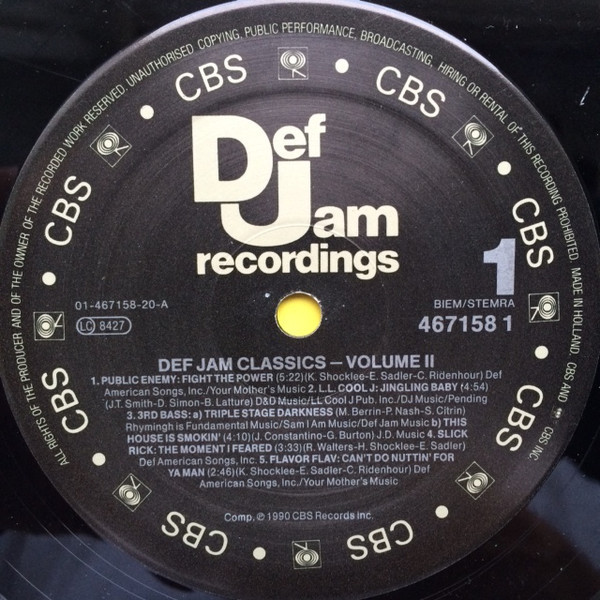 ALL RIGHTS OF THE PRODUCER AND OF THE OWNER OF THE RECORDED WORK RESERVED. UNAUTHORISED COPYING, PUBLIC PERFORMANCE, BROADCASTING, HIRING OR RENTAL OF THIS RECORDING PROHIBITED. MADE IN HOLLAND. CBS AND ARE CBS INC.
CBS
CBS
CBS
CBS
CBS
CBS
CBS
CBS
Def
Jam
recordings
1
01-467158-20-A
BIEM/STEMRA
LC 8427
467158 1
DEF JAM CLASSICS – VOLUME II
1. PUBLIC ENEMY: FIGHT THE POWER (5:22)(K. Shocklee-E. Sadler-C. Ridenhour) Def
American Songs, Inc./Your Mother's Music 2. L.L. COOL J: JINGLING BABY (4:54)
(J.T. Smith-D. Simon-B. Latture) D&D Music/LL Cool J Pub. Inc./DJ Music/Pending
3. 3RD BASS: a) TRIPLE STAGE DARKNESS (M. Berrin-P. Nash-S. Citrin)
Rhymingh is Fundamental Music/Sam I Am Music/Def Jam Music b) THIS
HOUSE IS SMOKIN' (4:10)(J. Constantino-G. Burton) J.D. Music 4. SLICK
RICK: THE MOMENT I FEARED (3:33)(R. Walters-H. Shocklee-E. Sadler)
Def American Songs, Inc. 5. FLAVOR FLAV: CAN'T DO NUTTIN' FOR
YA MAN (2:46)(K. Shocklee-E. Sadler-C. Ridenhour) Def
American Songs, Inc./Your Mother's Music
Comp. ℗ 1990 CBS Records Inc.